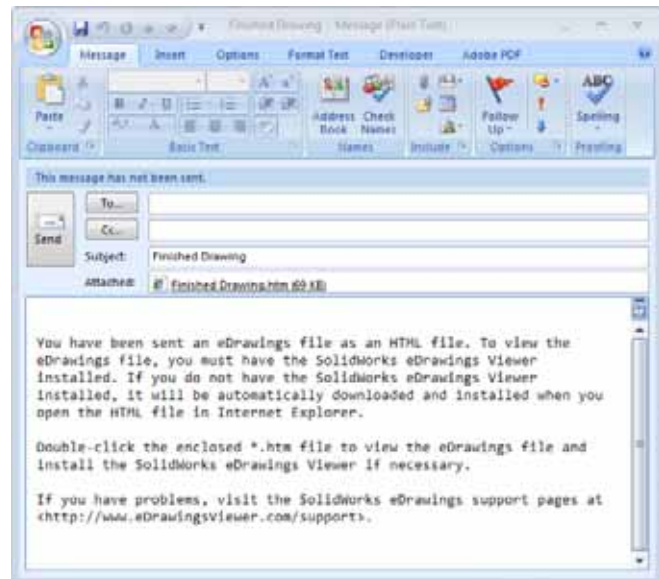 Finished Drawing - Message (Plain Text)
Message Insert Options Format Text Developer Adobe PDF
Paste
Address Book
Check Names
Follow Up
ABC
Spelling
Clipboard Basic Text Names Include Options Proofing
This message has not been sent.
To...
Send
Cc...
Subject: Finished Drawing
Attached: Finished Drawing.htm (69 KB)
You have been sent an eDrawings file as an HTML file. To view the
eDrawings file, you must have the SolidWorks eDrawings Viewer
installed. If you do not have the SolidWorks eDrawings Viewer
installed, it will be automatically downloaded and installed when you
open the HTML file in Internet Explorer.
Double-click the enclosed *.htm file to view the eDrawings file and
install the SolidWorks eDrawings Viewer if necessary.
If you have problems, visit the SolidWorks eDrawings support pages at
<http://www.eDrawingsViewer.com/support>.